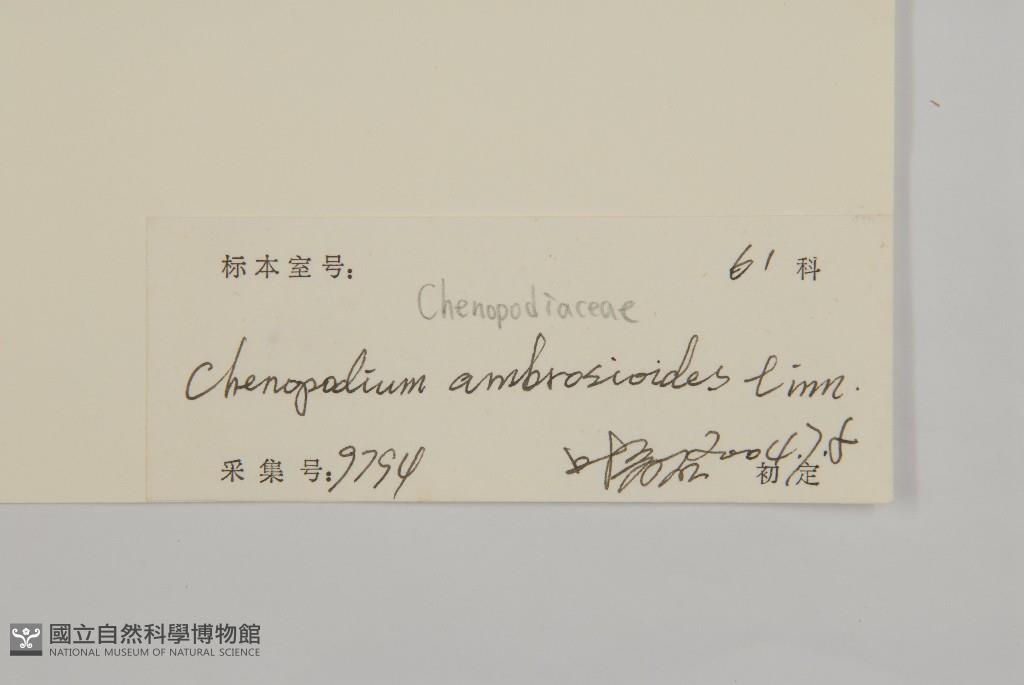 标本室号: 61 科
Chenopodiaceae
Chenopodium ambrosioides Linn.
采集号: 9794 2004.7.8
初定
國立自然科學博物館
NATIONAL MUSEUM OF NATURAL SCIENCE